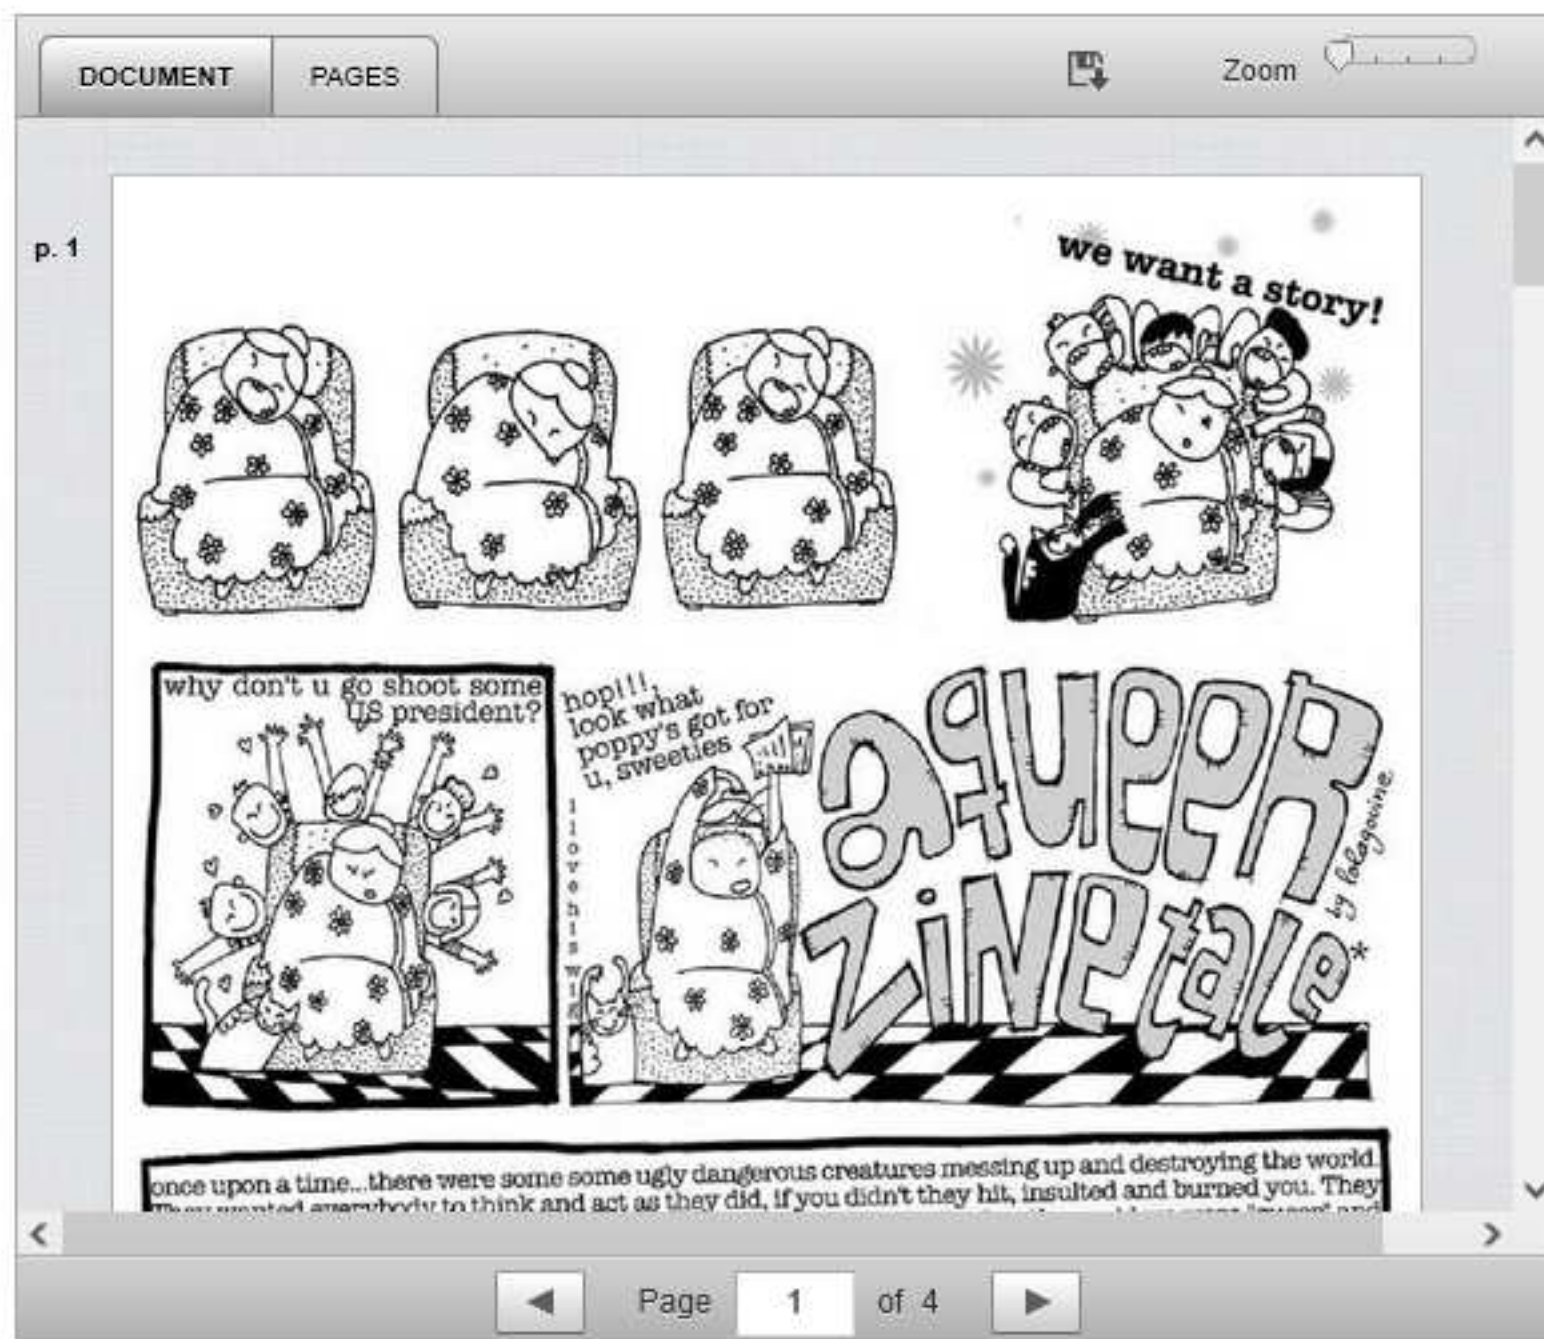 DOCUMENT PAGES Zoom
p. 1
we want a story!
why don't u go shoot some
US president?
hop!!!,
look what
poppy's got for
u, sweeties
i love his wig
a queer
zine tale*
by lolagouine
once upon a time...there were some some ugly dangerous creatures messing up and destroying the world.
They wanted everybody to think and act as they did, if you didn't they hit, insulted and burned you. They
Page 1 of 4